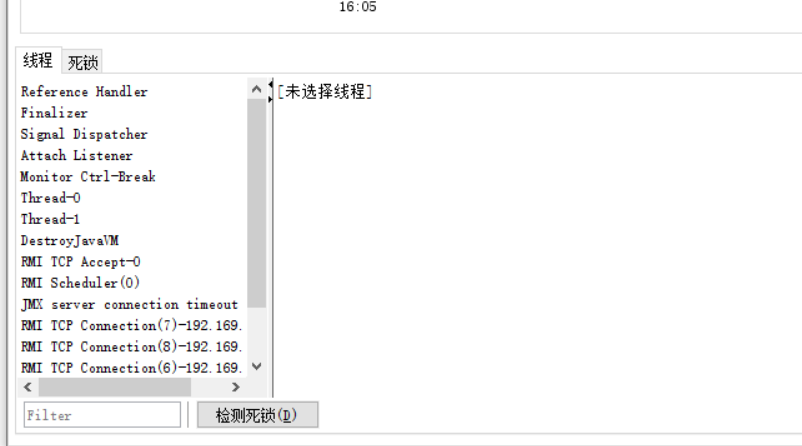 16:05
线程 死锁
Reference Handler
[未选择线程]
Finalizer
Signal Dispatcher
Attach Listener
Monitor Ctrl-Break
Thread-0
Thread-1
DestroyJavaVM
RMI TCP Accept-0
RMI Scheduler(0)
JMX server connection timeout
RMI TCP Connection(7)-192.169.
RMI TCP Connection(8)-192.169.
RMI TCP Connection(6)-192.169.
Filter
检测死锁(D)